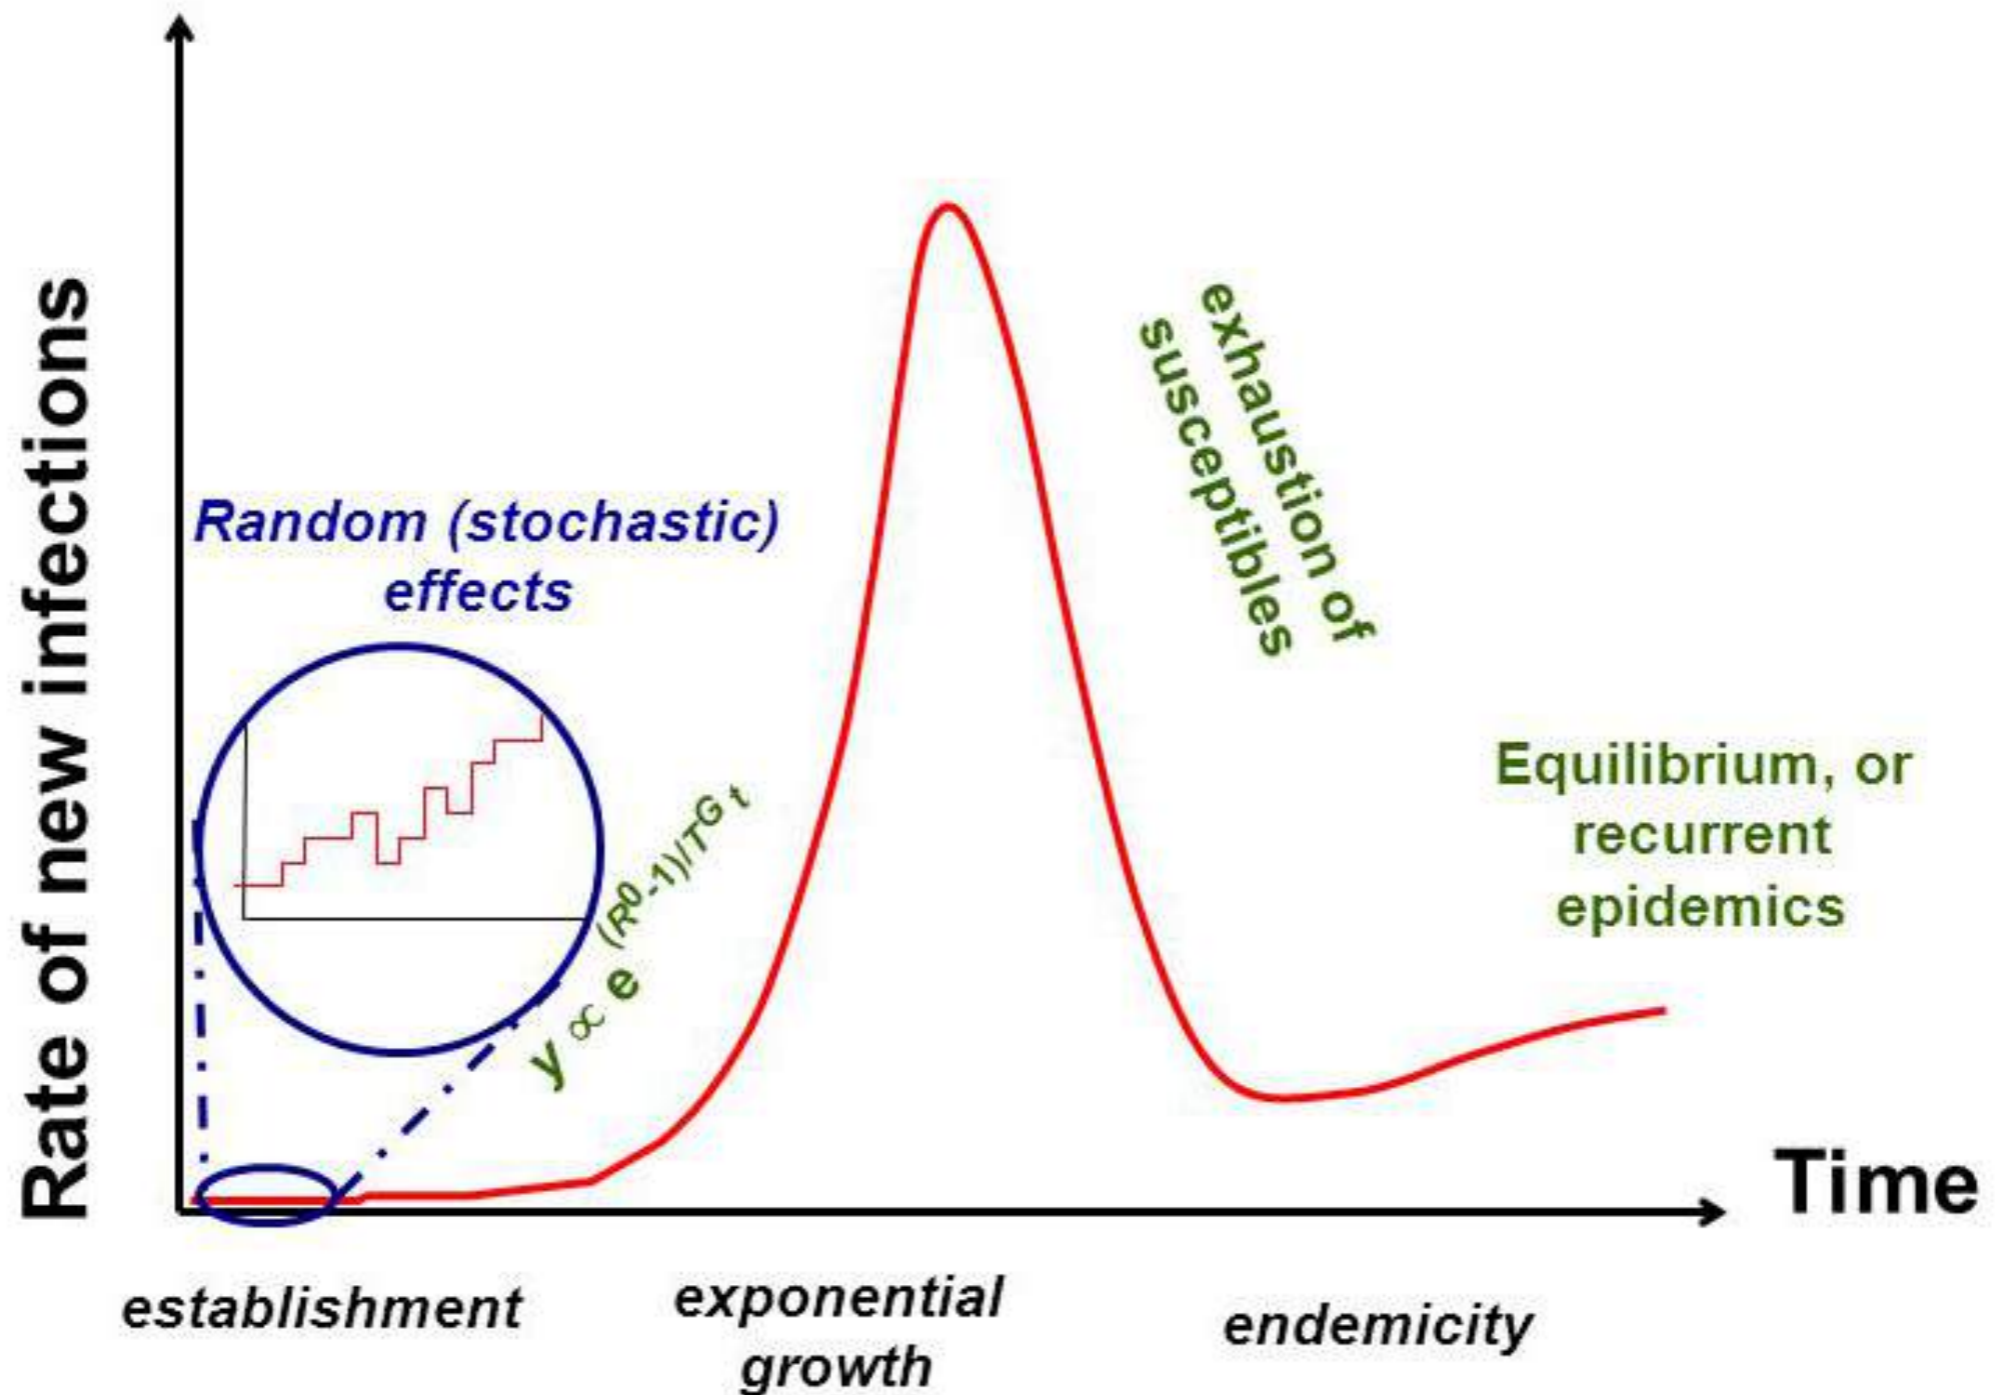 Rate of new infections
Random (stochastic)
effects
y ∝ e (R0-1)/TG t
exhaustion of
susceptibles
Equilibrium, or
recurrent
epidemics
Time
establishment
exponential
growth
endemicity